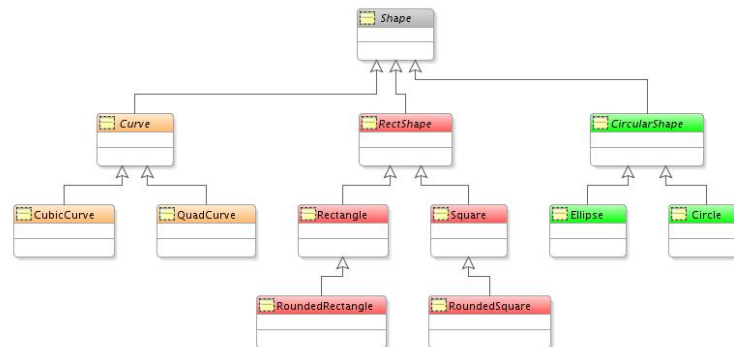 Shape
Curve
RectShape
CircularShape
CubicCurve
QuadCurve
Rectangle
Square
Ellipse
Circle
RoundedRectangle
RoundedSquare